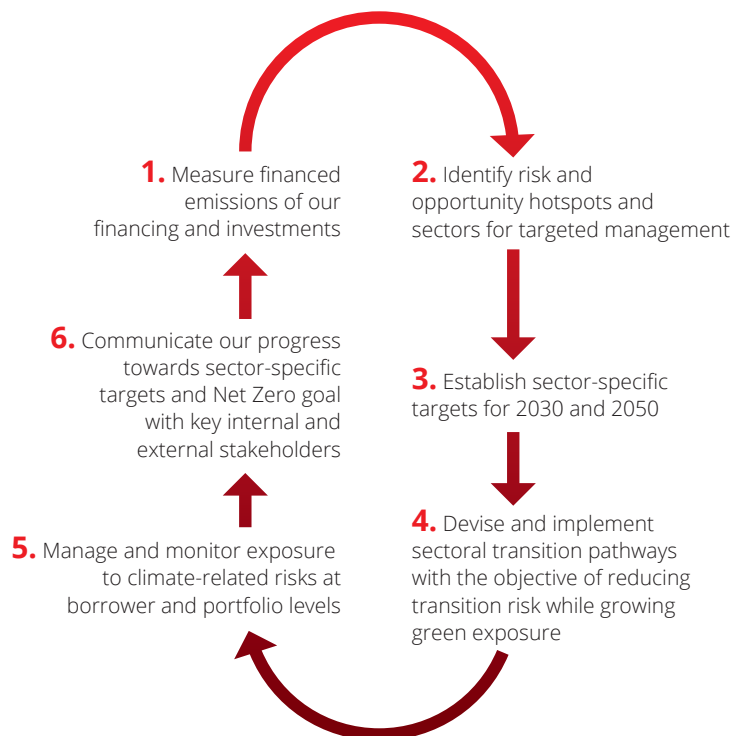 1. Measure financed
emissions of our
financing and investments
2. Identify risk and
opportunity hotspots and
sectors for targeted management
3. Establish sector-specific
targets for 2030 and 2050
4. Devise and implement
sectoral transition pathways
with the objective of reducing
transition risk while growing
green exposure
5. Manage and monitor exposure
to climate-related risks at
borrower and portfolio levels
6. Communicate our progress
towards sector-specific
targets and Net Zero goal
with key internal and
external stakeholders